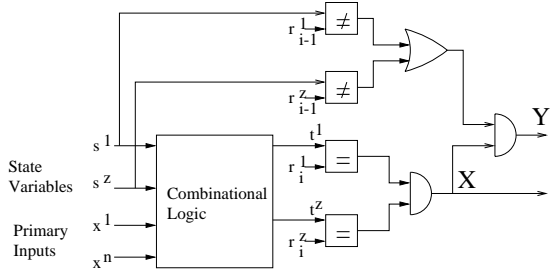 r 1 i-1 ≠
r z i-1 ≠
Y
s 1
t 1
r 1 i =
State Variables
s z
Combinational Logic
X
Primary Inputs
x 1
t z
r z i =
x n